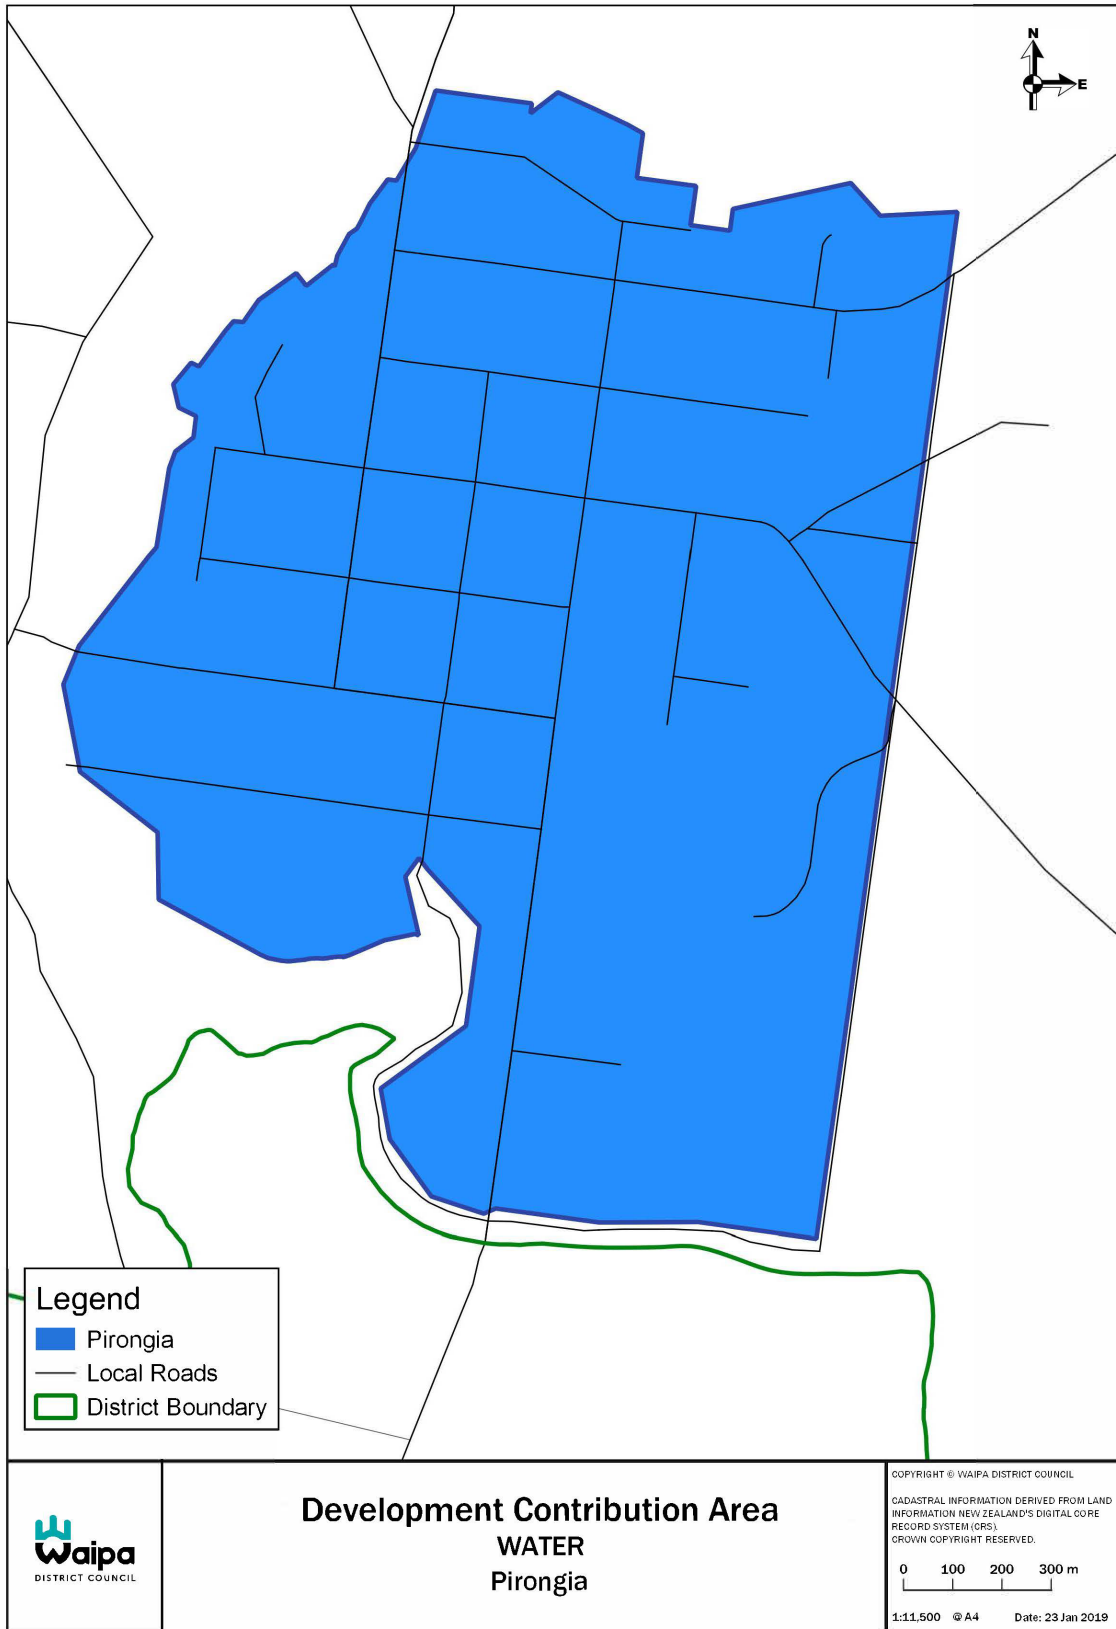 N
E
Legend
Pirongia
Local Roads
District Boundary
Waipa
DISTRICT COUNCIL
Development Contribution Area
WATER
Pirongia
COPYRIGHT © WAIPA DISTRICT COUNCIL
CADASTRAL INFORMATION DERIVED FROM LAND
INFORMATION NEW ZEALAND'S DIGITAL CORE
RECORD SYSTEM (CRS).
CROWN COPYRIGHT RESERVED.
0 100 200 300 m
1:11,500 @ A4 Date: 23 Jan 2019